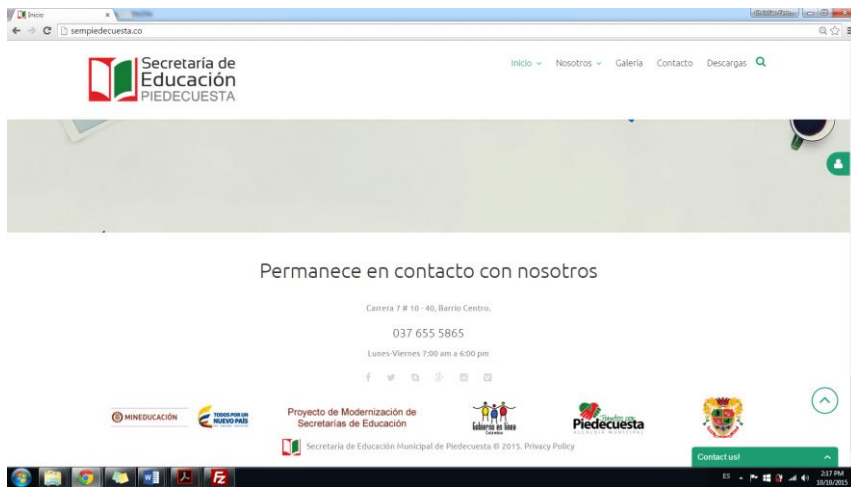 Inicio
sempiedecuesta.co
Secretaría de
Educación
PIEDECUESTA
Inicio Nosotros Galería Contacto Descargas
Permanece en contacto con nosotros
Carrera 7 # 10 - 40, Barrio Centro.
037 655 5865
Lunes-Viernes 7:00 am a 6:00 pm
MINEDUCACIÓN
TODOS POR UN
NUEVO PAÍS
Proyecto de Modernización de
Secretarías de Educación
Gobierno en línea
Piedecuesta
Secretaría de Educación Municipal de Piedecuesta © 2015. Privacy Policy
Contact us!
ES
2:17 PM
10/10/2015